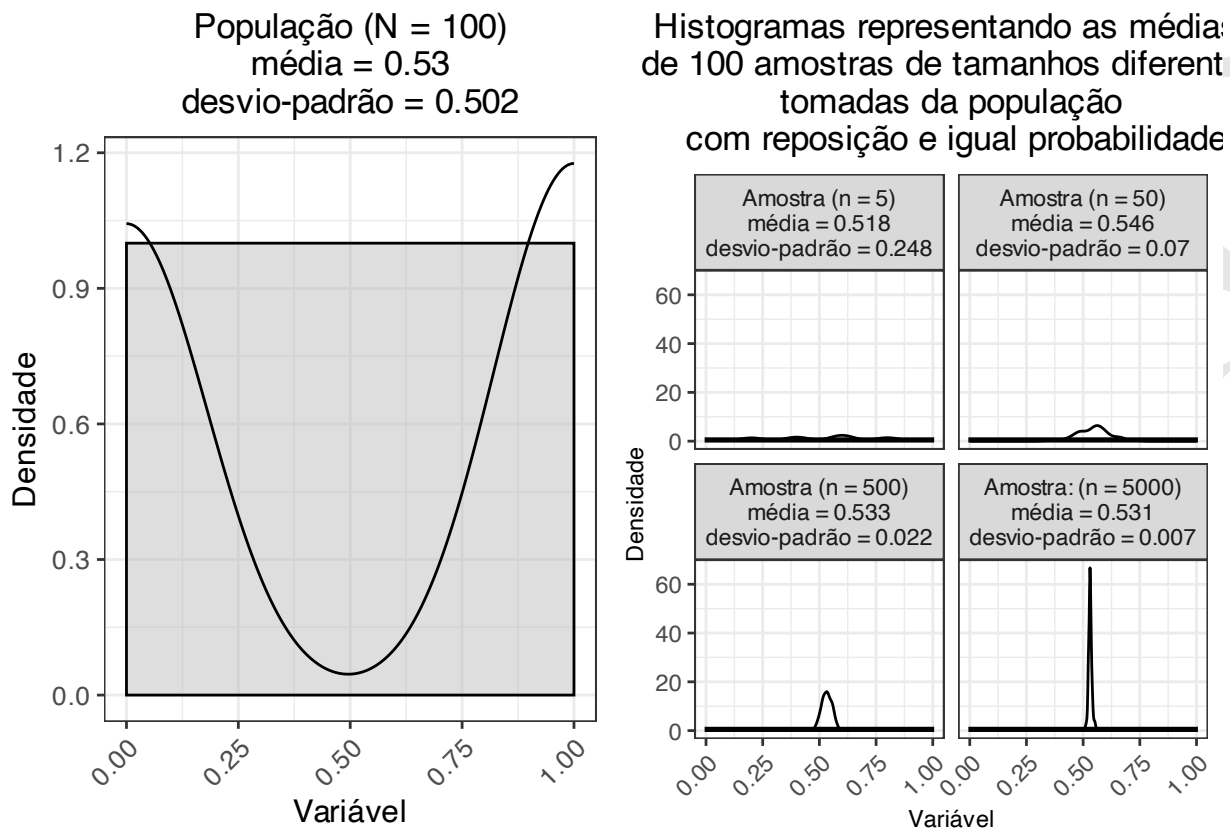 População (N = 100)
média = 0.53
desvio-padrão = 0.502
1.2
0.9
0.6
0.3
0.0
Densidade
0.00
0.25
0.50
0.75
1.00
Variável
Histogramas representando as média
de 100 amostras de tamanhos diferent
tomadas da população
com reposição e igual probabilidade
Amostra (n = 5)
média = 0.518
desvio-padrão = 0.248
Amostra (n = 50)
média = 0.546
desvio-padrão = 0.07
60
40
20
0
Amostra (n = 500)
média = 0.533
desvio-padrão = 0.022
Amostra: (n = 5000)
média = 0.531
desvio-padrão = 0.007
60
40
20
0
Densidade
0.00
0.25
0.50
0.75
1.00
0.00
0.25
0.50
0.75
1.00
Variável